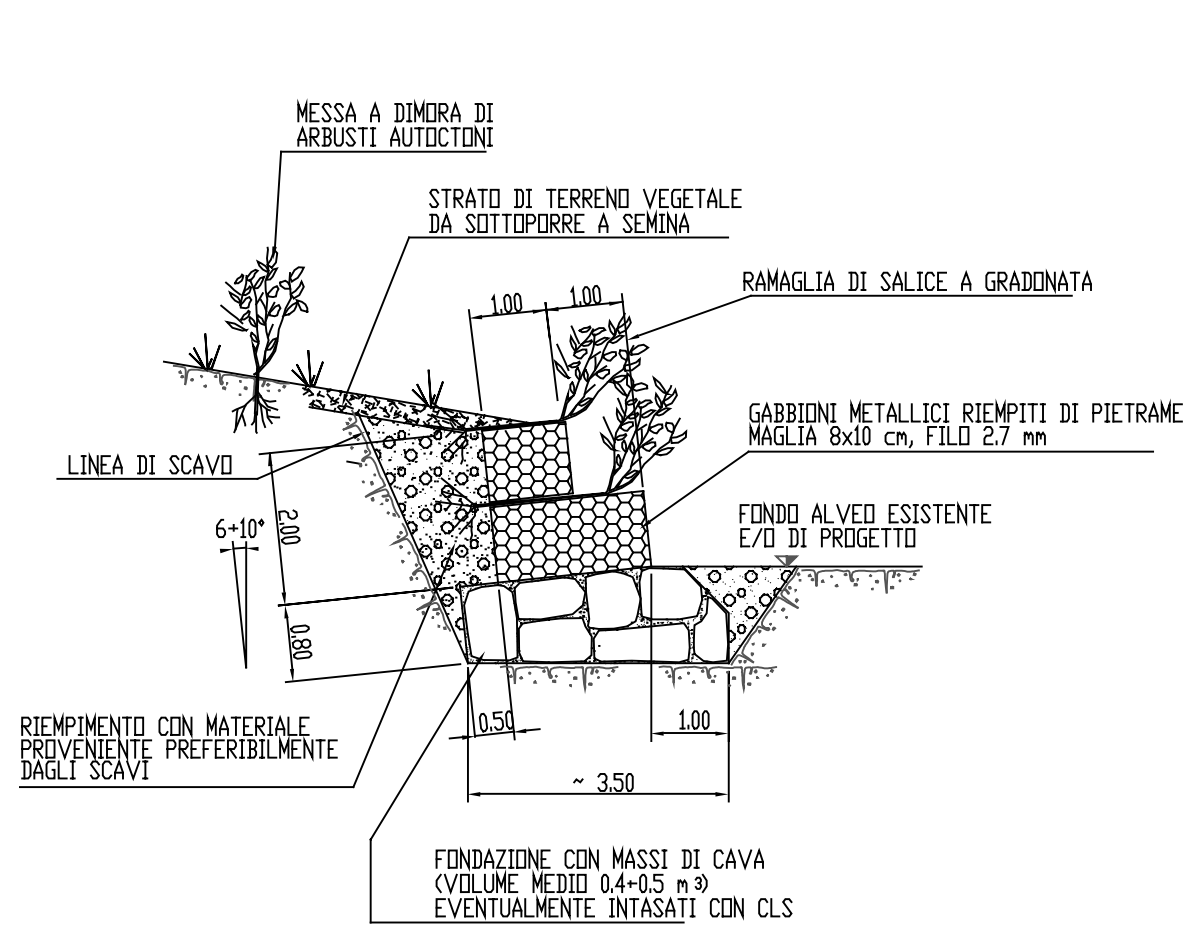 MESSA A DIMORA DI
ARBUSTI AUTOCTONI
STRATO DI TERRENO VEGETALE
DA SOTTOPORRE A SEMINA
RAMAGLIA DI SALICE A GRADONATA
1.00
1.00
GABBIONI METALLICI RIEMPITI DI PIETRAME
MAGLIA 8x10 cm, FILO 2.7 mm
LINEA DI SCAVO
FONDO ALVEO ESISTENTE
E/O DI PROGETTO
6÷10°
2.00
0.80
RIEMPIMENTO CON MATERIALE
PROVENIENTE PREFERIBILMENTE
DAGLI SCAVI
0.50
1.00
~ 3.50
FONDAZIONE CON MASSI DI CAVA
(VOLUME MEDIO 0.4÷0.5 m³)
EVENTUALMENTE INTASATI CON CLS